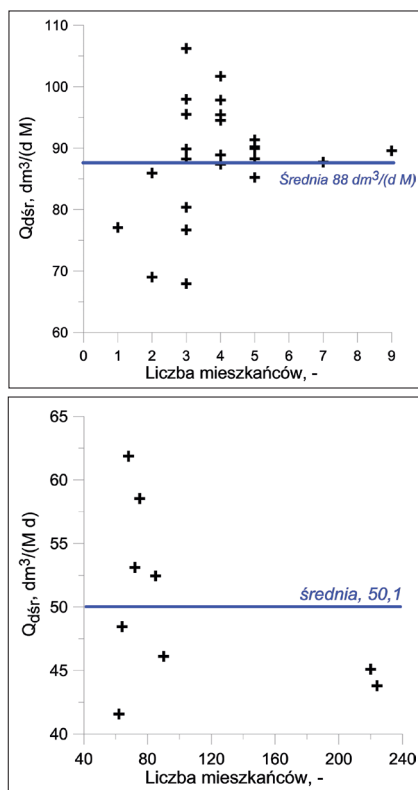 110
100
90
80
70
60
Qdśr, dm³/(d M)
Średnia 88 dm³/(d M)
0 1 2 3 4 5 6 7 8 9
Liczba mieszkańców, -
65
60
55
50
45
40
Qdśr, dm³/(M d)
średnia, 50,1
40 80 120 160 200 240
Liczba mieszkańców, -